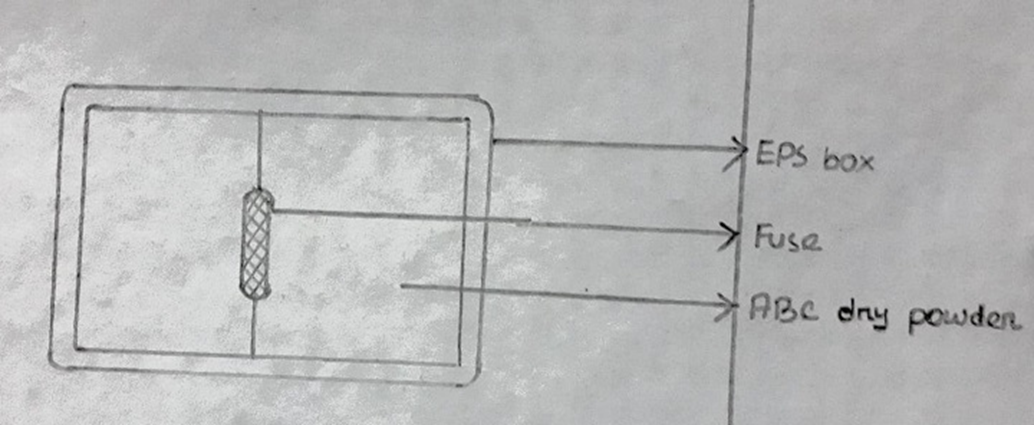 EPS box
Fuse
ABC dry powder